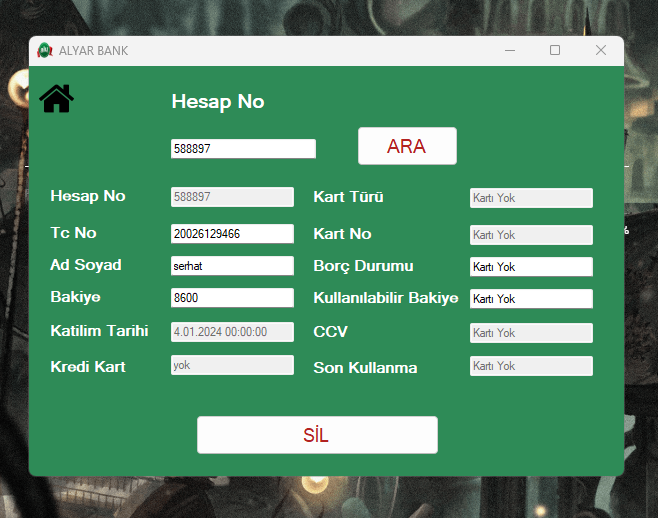 ALYAR BANK
Hesap No
588897 ARA
Hesap No 588897 Kart Türü Kartı Yok
Tc No 20026129466 Kart No Kartı Yok
Ad Soyad serhat Borç Durumu Kartı Yok
Bakiye 8600 Kullanılabilir Bakiye Kartı Yok
Katilim Tarihi 4.01.2024 00:00:00 CCV Kartı Yok
Kredi Kart yok Son Kullanma Kartı Yok
SİL
%